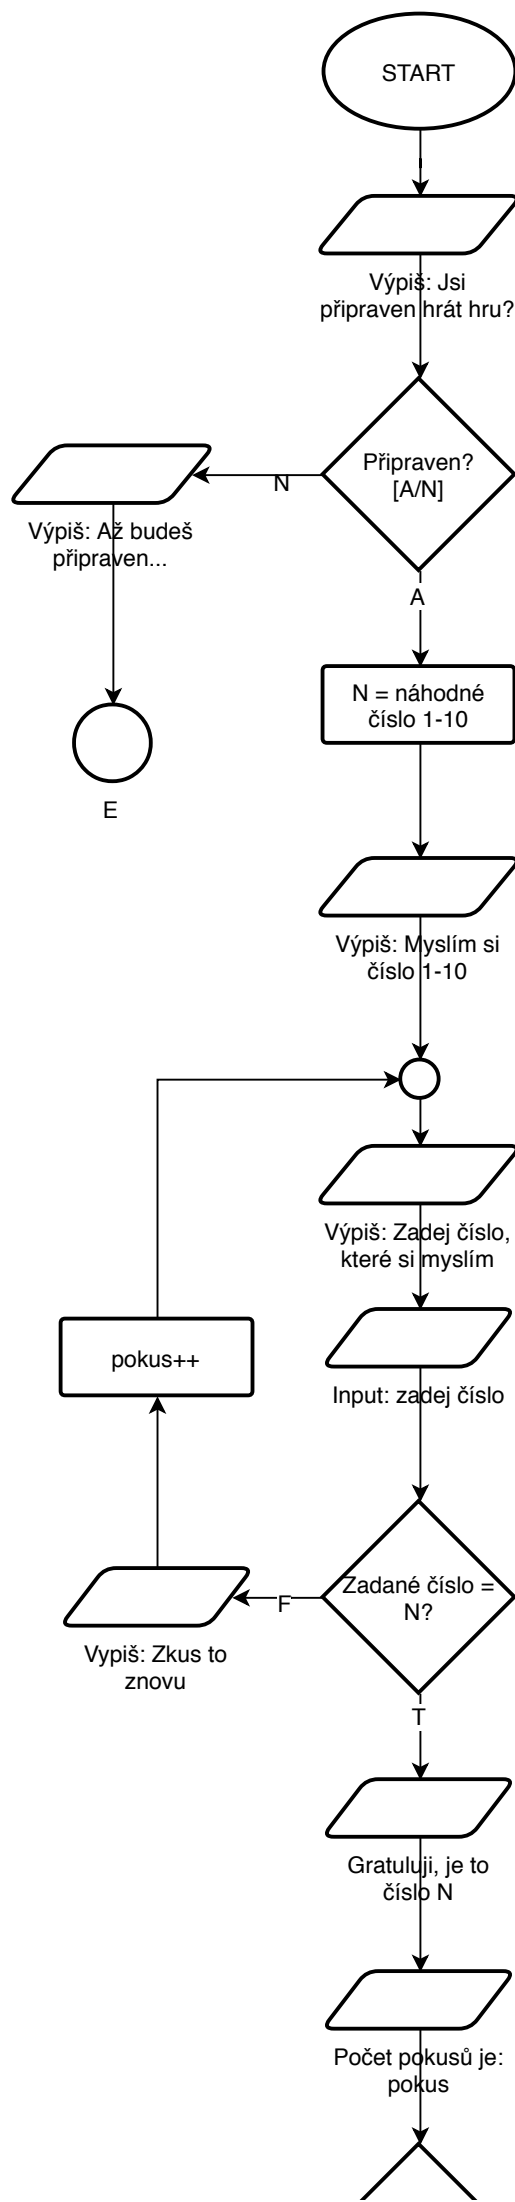 START
Výpiš: Jsi
připraven hrát hru?
Připraven?
[A/N]
N
Výpiš: Až budeš
připraven...
A
N = náhodné
číslo 1-10
E
Výpiš: Myslím si
číslo 1-10
Výpiš: Zadej číslo,
které si myslím
pokus++
Input: zadej číslo
Zadané číslo =
N?
F
Vypiš: Zkus to
znovu
T
Gratuluji, je to
číslo N
Počet pokusů je:
pokus